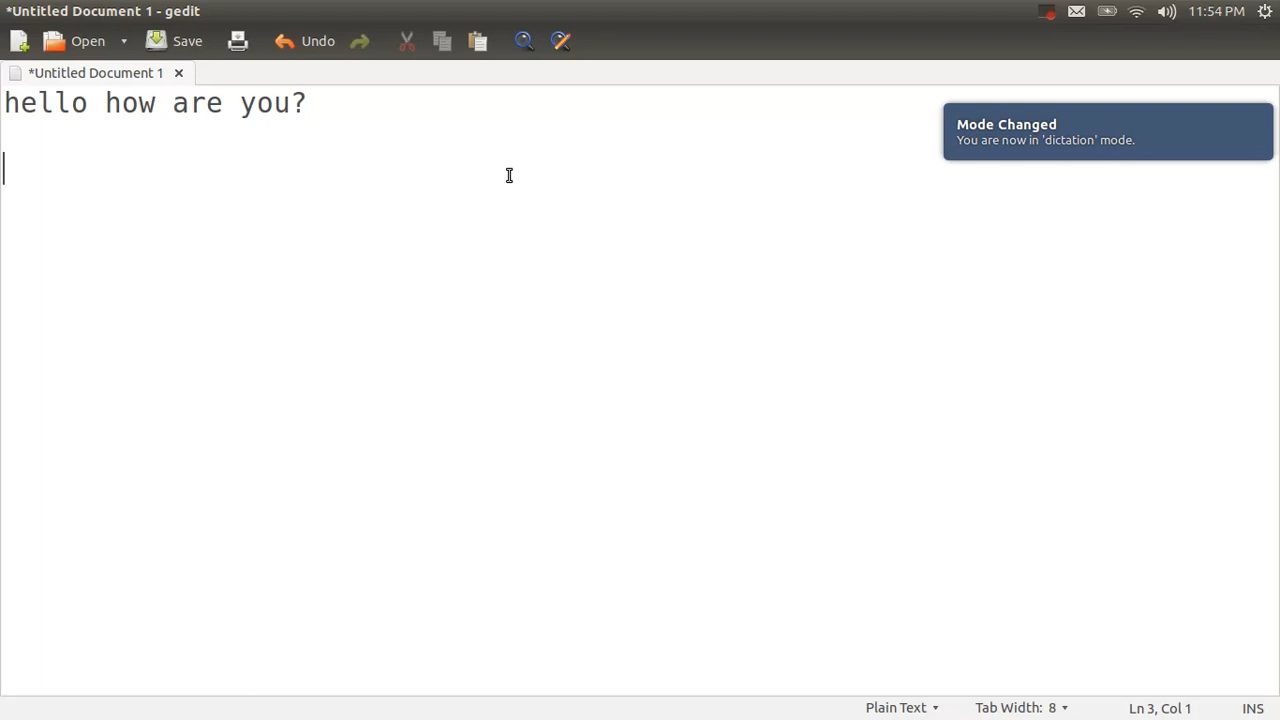 *Untitled Document 1 - gedit 11:54 PM
Open Save Undo
*Untitled Document 1
hello how are you?
Mode Changed
You are now in 'dictation' mode.
Plain Text Tab Width: 8 Ln 3, Col 1 INS